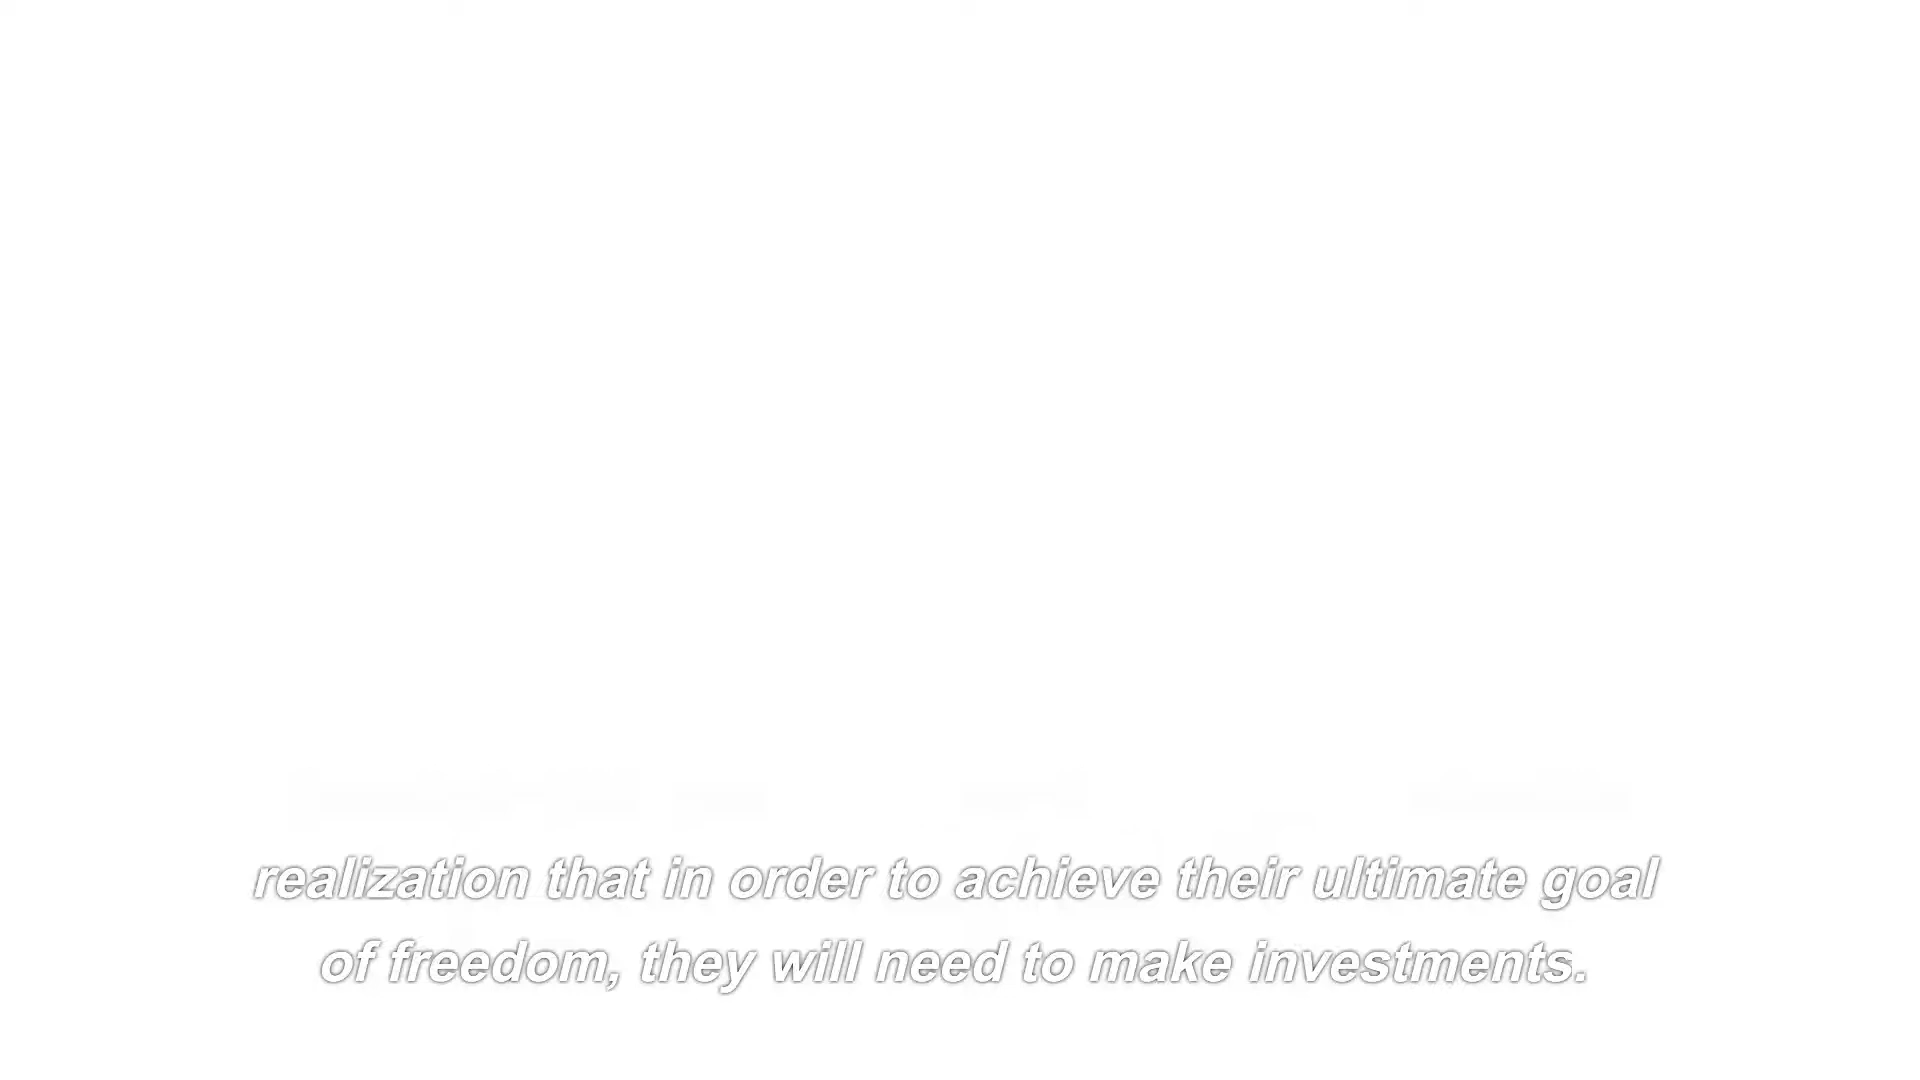 realization that in order to achieve their ultimate goal
of freedom, they will need to make investments.